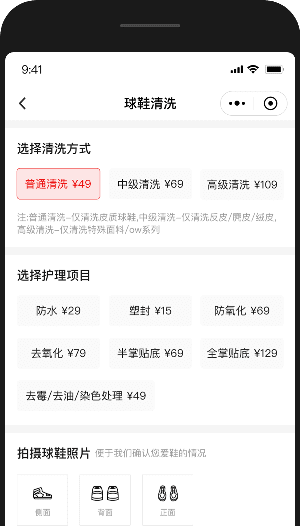 9:41
球鞋清洗
选择清洗方式
普通清洗 ¥49 中级清洗 ¥69 高级清洗 ¥109
注:普通清洗-仅清洗皮质球鞋,中级清洗-仅清洗反皮/麂皮/绒皮,
高级清洗-仅清洗特殊面料/ow系列
选择护理项目
防水 ¥29 塑封 ¥15 防氧化 ¥69
去氧化 ¥79 半掌贴底 ¥69 全掌贴底 ¥129
去霉/去油/染色处理 ¥49
拍摄球鞋照片 便于我们确认您爱鞋的情况
侧面 背面 正面